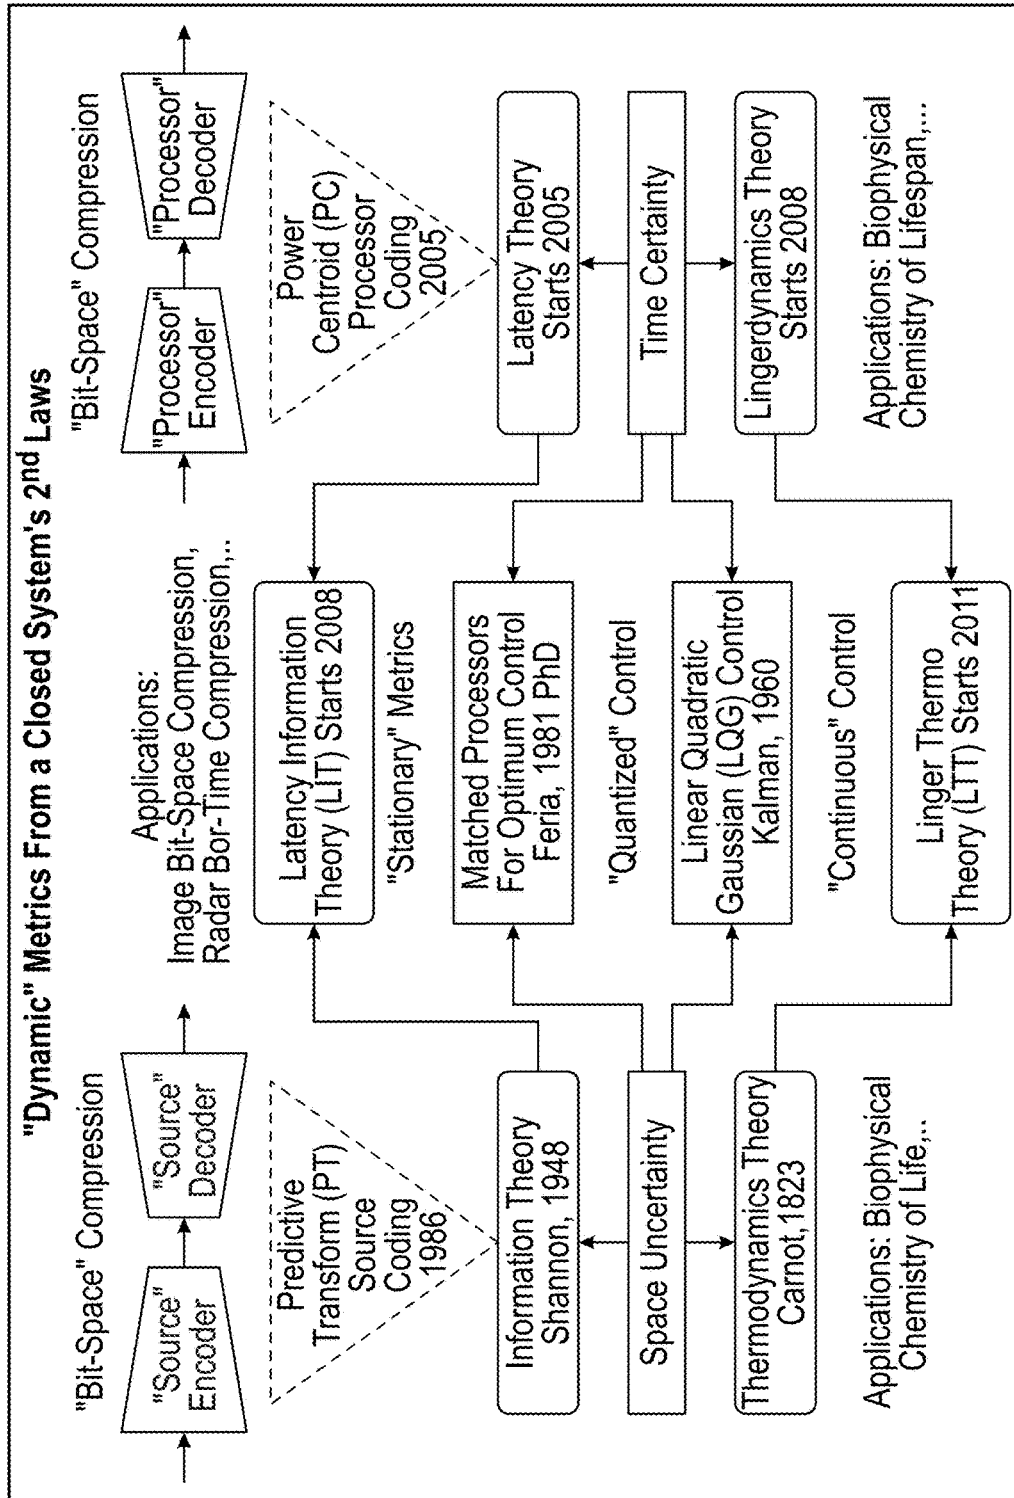 "Dynamic" Metrics From a Closed System's 2nd Laws
"Bit-Space" Compression
"Source"
Encoder
"Source"
Decoder
Predictive
Transform (PT)
Source
Coding
1986
Information Theory
Shannon, 1948
Space Uncertainty
Thermodynamics Theory
Carnot,1823
Applications: Biophysical
Chemistry of Life,..
Applications:
Image Bit-Space Compression,
Radar Bor-Time Compression,..
Latency Information
Theory (LIT) Starts 2008
"Stationary" Metrics
Matched Processors
For Optimum Control
Feria, 1981 PhD
"Quantized" Control
Linear Quadratic
Gaussian (LQG) Control
Kalman, 1960
"Continuous" Control
Linger Thermo
Theory (LTT) Starts 2011
"Bit-Space" Compression
"Processor"
Encoder
"Processor"
Decoder
Power
Centroid (PC)
Processor
Coding
2005
Latency Theory
Starts 2005
Time Certainty
Lingerdynamics Theory
Starts 2008
Applications: Biophysical
Chemistry of Lifespan,...